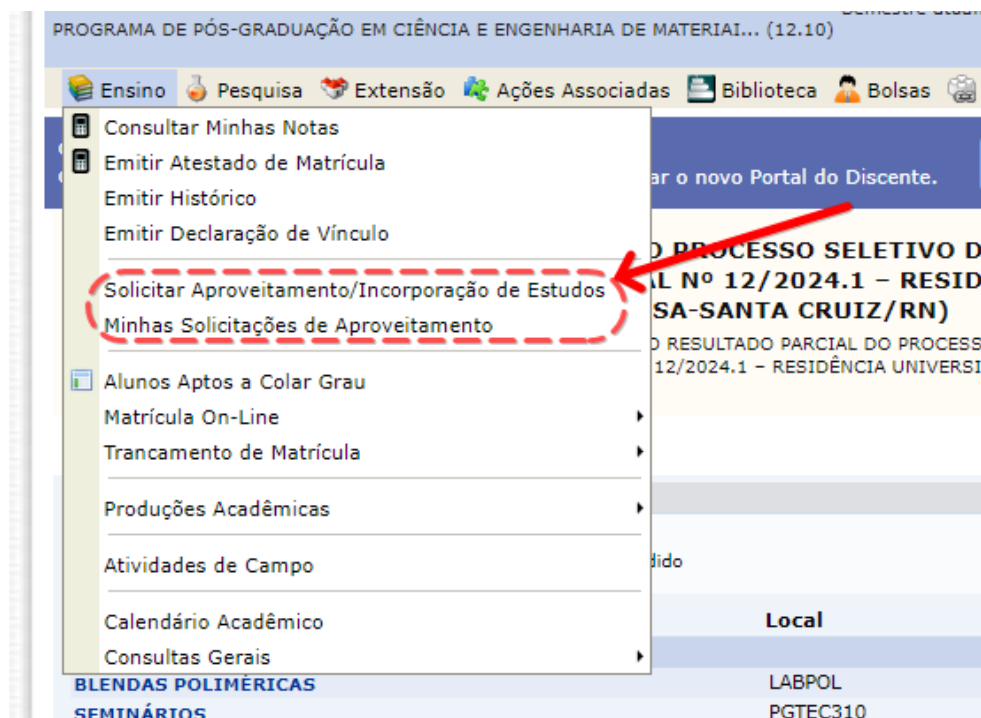 PROGRAMA DE PÓS-GRADUAÇÃO EM CIÊNCIA E ENGENHARIA DE MATERIAI... (12.10)
Ensino Pesquisa Extensão Ações Associadas Biblioteca Bolsas
Consultar Minhas Notas
Emitir Atestado de Matrícula
ar o novo Portal do Discente.
Emitir Histórico
Emitir Declaração de Vínculo
O PROCESSO SELETIVO D
Solicitar Aproveitamento/Incorporação de Estudos
AL Nº 12/2024.1 – RESID
Minhas Solicitações de Aproveitamento
SA-SANTA CRUIZ/RN)
O RESULTADO PARCIAL DO PROCESS
12/2024.1 – RESIDÊNCIA UNIVERSI
Alunos Aptos a Colar Grau
Matrícula On-Line
Trancamento de Matrícula
Produções Acadêmicas
Atividades de Campo
dido
Calendário Acadêmico
Local
Consultas Gerais
BLENDAS POLIMÉRICAS LABPOL
SEMINÁRIOS PGTEC310